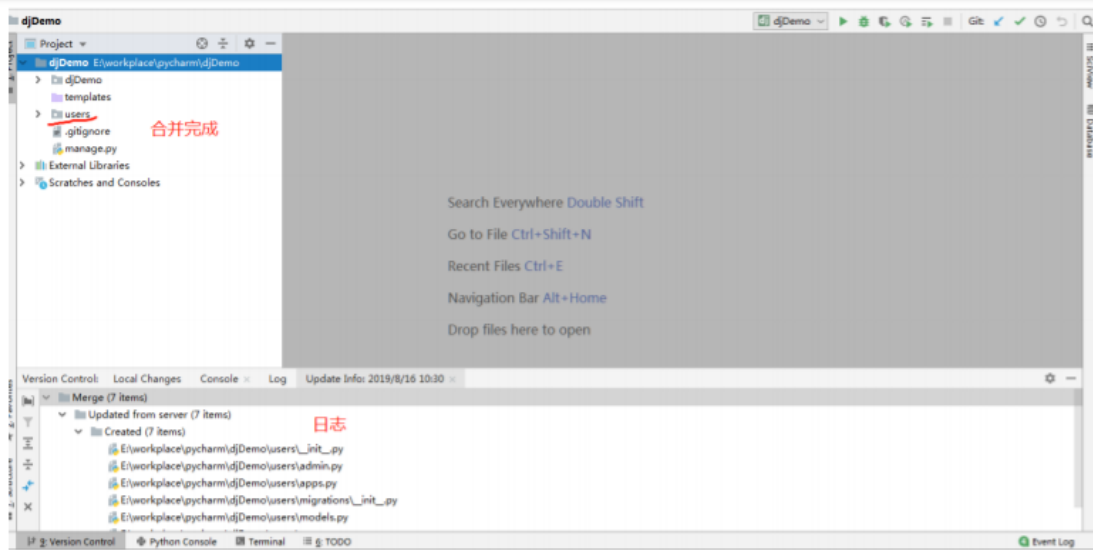 djDemo
djDemo
Git:
Project
djDemo E:\workplace\pycharm\djDemo
djDemo
templates
users
.gitignore
合并完成
manage.py
External Libraries
Scratches and Consoles
SciView
Database
Search Everywhere Double Shift
Go to File Ctrl+Shift+N
Recent Files Ctrl+E
Navigation Bar Alt+Home
Drop files here to open
Version Control: Local Changes Console × Log Update Info: 2019/8/16 10:30 ×
Merge (7 items)
Updated from server (7 items)
日志
Created (7 items)
E:\workplace\pycharm\djDemo\users\__init__.py
E:\workplace\pycharm\djDemo\users\admin.py
E:\workplace\pycharm\djDemo\users\apps.py
E:\workplace\pycharm\djDemo\users\migrations\__init__.py
E:\workplace\pycharm\djDemo\users\models.py
9: Version Control Python Console Terminal 6: TODO Event Log